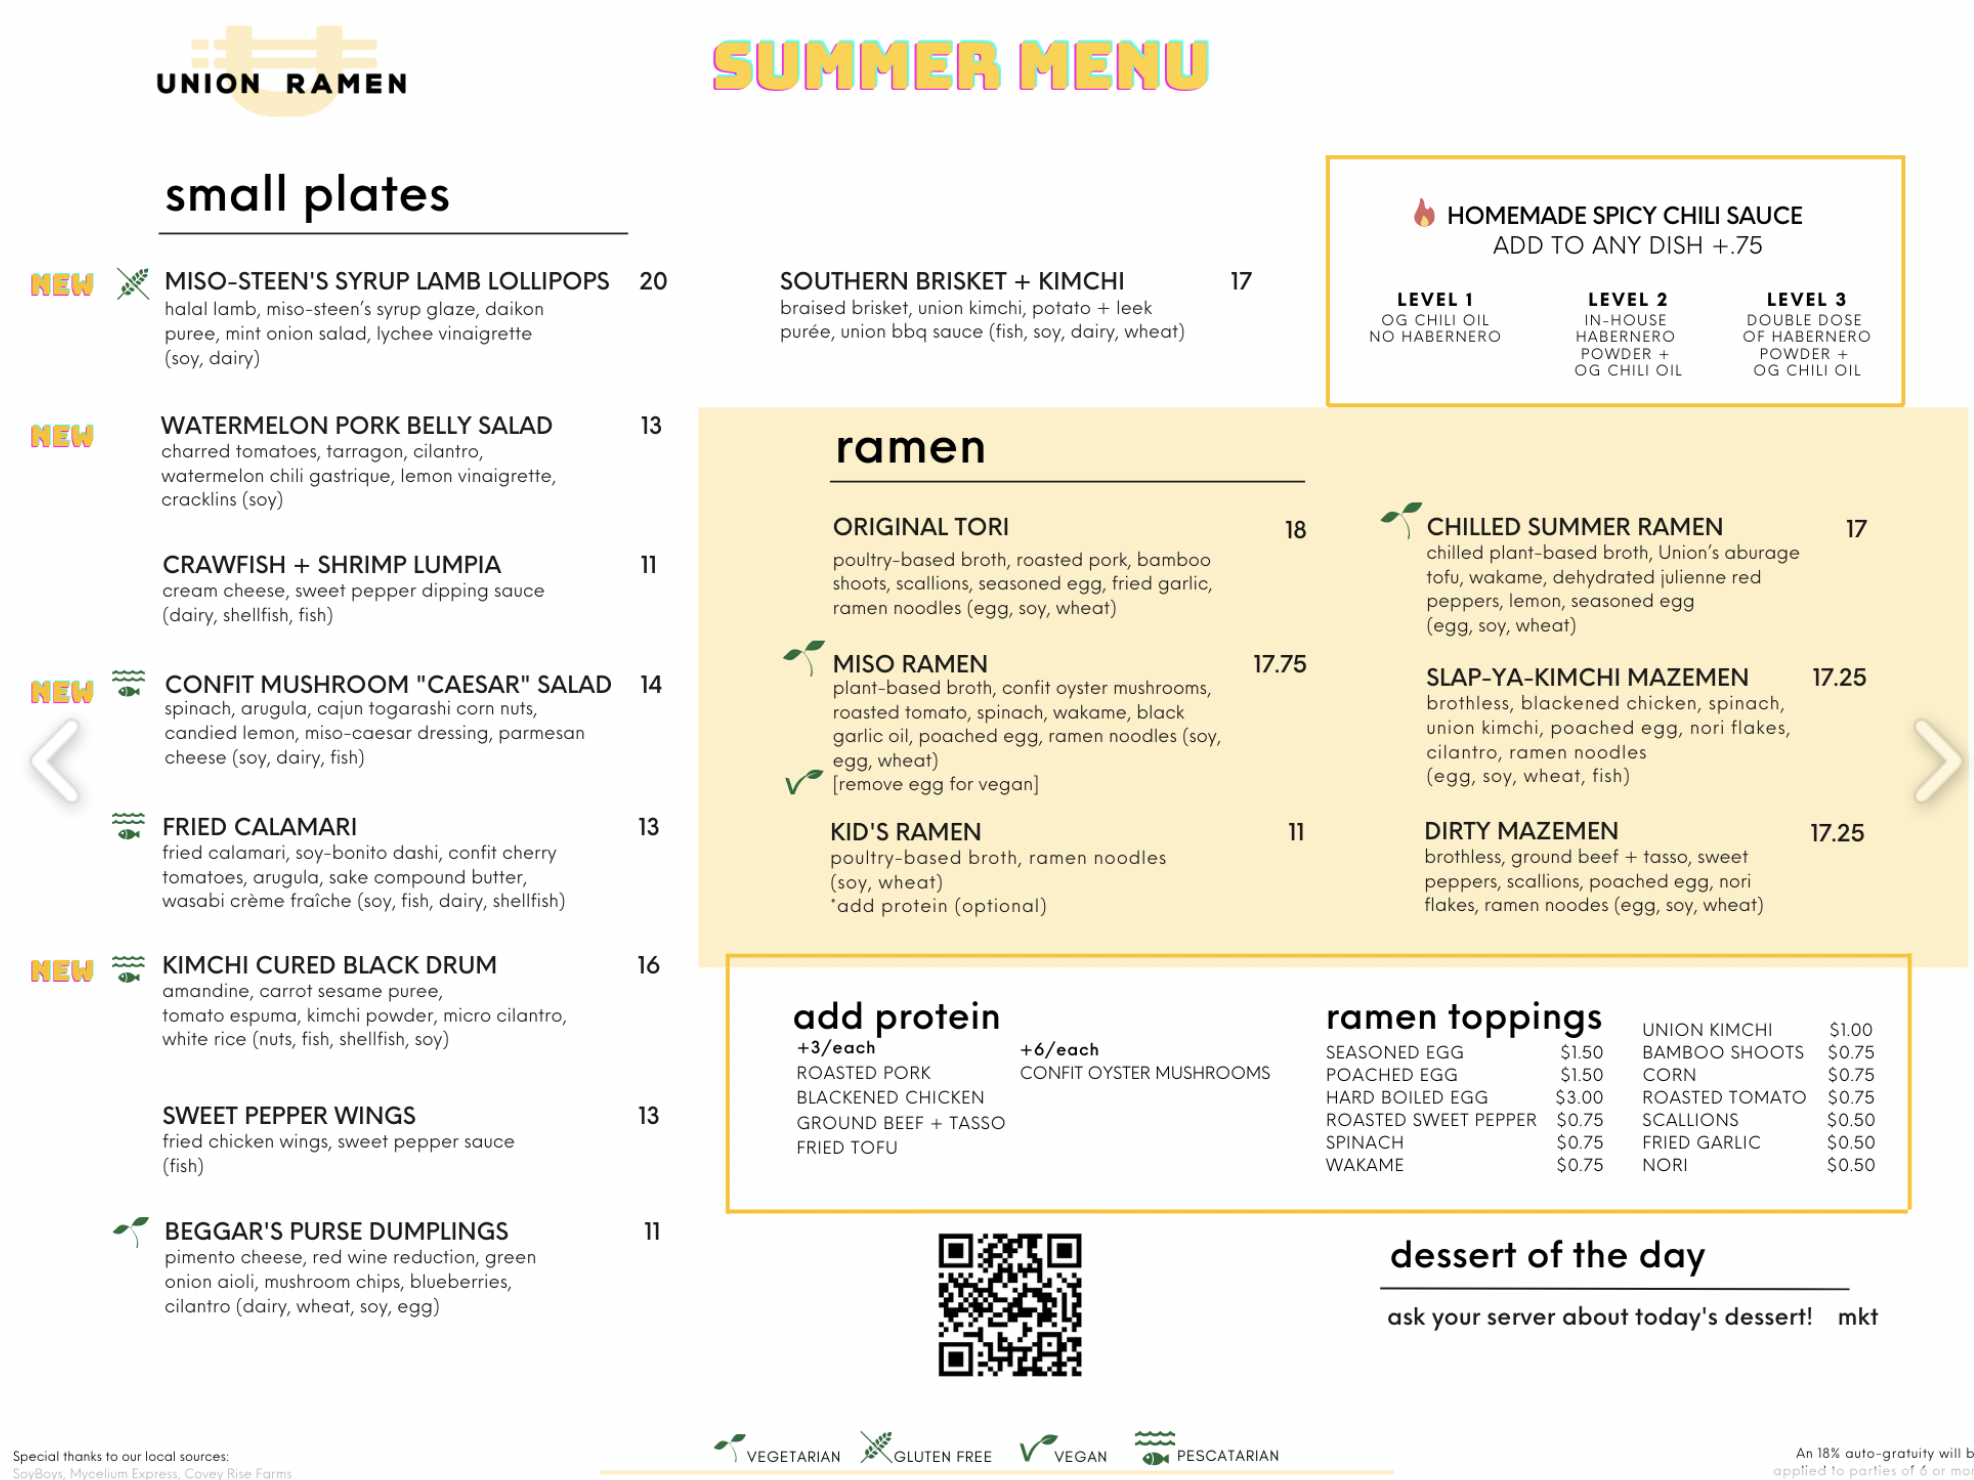 UNION RAMEN
SUMMER MENU
small plates
NEW
MISO-STEEN'S SYRUP LAMB LOLLIPOPS 20
halal lamb, miso-steen's syrup glaze, daikon
puree, mint onion salad, lychee vinaigrette
(soy, dairy)
NEW
WATERMELON PORK BELLY SALAD 13
charred tomatoes, tarragon, cilantro,
watermelon chili gastrique, lemon vinaigrette,
cracklins (soy)
CRAWFISH + SHRIMP LUMPIA 11
cream cheese, sweet pepper dipping sauce
(dairy, shellfish, fish)
NEW
CONFIT MUSHROOM "CAESAR" SALAD 14
spinach, arugula, cajun togarashi corn nuts,
candied lemon, miso-caesar dressing, parmesan
cheese (soy, dairy, fish)
FRIED CALAMARI 13
fried calamari, soy-bonito dashi, confit cherry
tomatoes, arugula, sake compound butter,
wasabi crème fraîche (soy, fish, dairy, shellfish)
NEW
KIMCHI CURED BLACK DRUM 16
amandine, carrot sesame puree,
tomato espuma, kimchi powder, micro cilantro,
white rice (nuts, fish, shellfish, soy)
SWEET PEPPER WINGS 13
fried chicken wings, sweet pepper sauce
(fish)
BEGGAR'S PURSE DUMPLINGS 11
pimento cheese, red wine reduction, green
onion aioli, mushroom chips, blueberries,
cilantro (dairy, wheat, soy, egg)
SOUTHERN BRISKET + KIMCHI 17
braised brisket, union kimchi, potato + leek
purée, union bbq sauce (fish, soy, dairy, wheat)
HOMEMADE SPICY CHILI SAUCE
ADD TO ANY DISH +.75
LEVEL 1
OG CHILI OIL
NO HABERNERO
LEVEL 2
IN-HOUSE
HABERNERO
POWDER +
OG CHILI OIL
LEVEL 3
DOUBLE DOSE
OF HABERNERO
POWDER +
OG CHILI OIL
ramen
ORIGINAL TORI 18
poultry-based broth, roasted pork, bamboo
shoots, scallions, seasoned egg, fried garlic,
ramen noodles (egg, soy, wheat)
MISO RAMEN 17.75
plant-based broth, confit oyster mushrooms,
roasted tomato, spinach, wakame, black
garlic oil, poached egg, ramen noodles (soy,
egg, wheat)
[remove egg for vegan]
KID'S RAMEN 11
poultry-based broth, ramen noodles
(soy, wheat)
*add protein (optional)
CHILLED SUMMER RAMEN 17
chilled plant-based broth, Union's aburage
tofu, wakame, dehydrated julienne red
peppers, lemon, seasoned egg
(egg, soy, wheat)
SLAP-YA-KIMCHI MAZEMEN 17.25
brothless, blackened chicken, spinach,
union kimchi, poached egg, nori flakes,
cilantro, ramen noodles
(egg, soy, wheat, fish)
DIRTY MAZEMEN 17.25
brothless, ground beef + tasso, sweet
peppers, scallions, poached egg, nori
flakes, ramen noodes (egg, soy, wheat)
add protein
+3/each
ROASTED PORK
BLACKENED CHICKEN
GROUND BEEF + TASSO
FRIED TOFU
+6/each
CONFIT OYSTER MUSHROOMS
ramen toppings
SEASONED EGG $1.50
POACHED EGG $1.50
HARD BOILED EGG $3.00
ROASTED SWEET PEPPER $0.75
SPINACH $0.75
WAKAME $0.75
UNION KIMCHI $1.00
BAMBOO SHOOTS $0.75
CORN $0.75
ROASTED TOMATO $0.75
SCALLIONS $0.50
FRIED GARLIC $0.50
NORI $0.50
dessert of the day
ask your server about today's dessert! mkt
VEGETARIAN GLUTEN FREE VEGAN PESCATARIAN
Special thanks to our local sources:
SoyBoys, Mycelium Express, Covey Rise Farms
An 18% auto-gratuity will b
applied to parties of 6 or mor